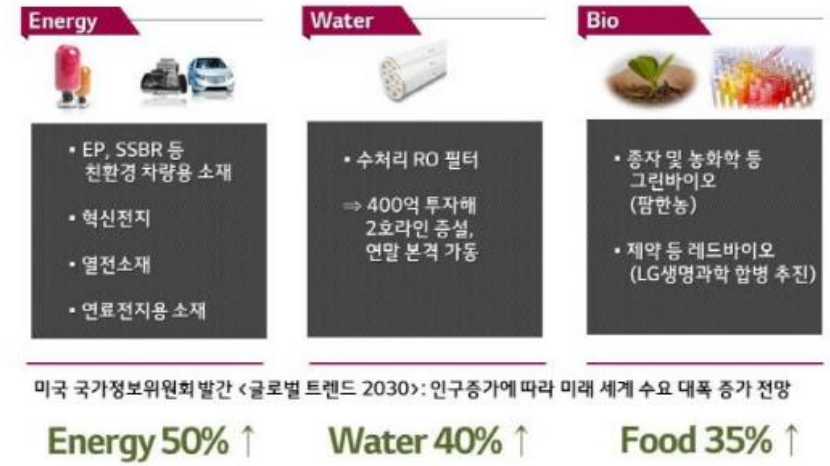 Energy
▪ EP, SSBR 등
친환경 차량용 소재
▪ 혁신전지
▪ 열전소재
▪ 연료전지용 소재
Water
▪ 수처리 RO 필터
⇒ 400억 투자해
2호라인 증설,
연말 본격 가동
Bio
▪ 종자 및 농화학 등
그린바이오
(팜한농)
▪ 제약 등 레드바이오
(LG생명과학 합병 추진)
미국 국가정보위원회 발간 <글로벌 트렌드 2030>: 인구증가에 따라 미래 세계 수요 대폭 증가 전망
Energy 50% ↑
Water 40% ↑
Food 35% ↑